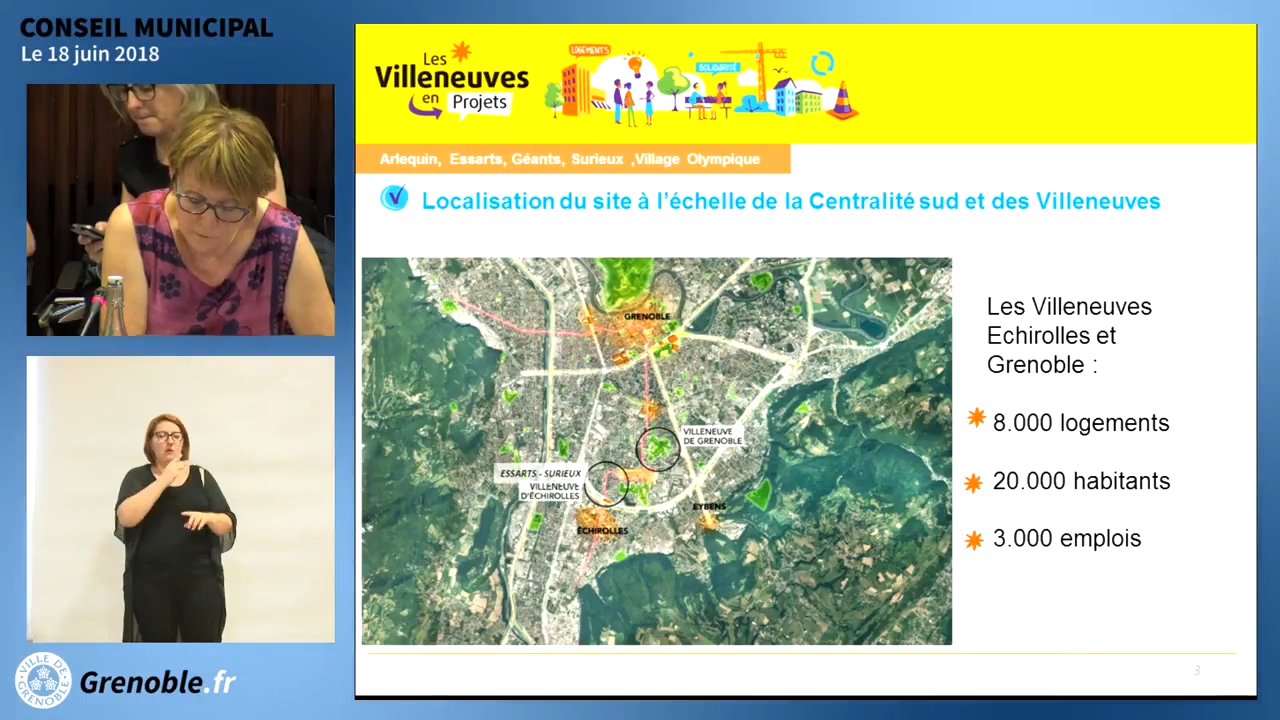 CONSEIL MUNICIPAL
Le 18 juin 2018
Les
Villeneuves
en Projets
LOGEMENTS
SOLIDARITÉ
Arlequin, Essarts, Géants, Surieux ,Village Olympique
Localisation du site à l'échelle de la Centralité sud et des Villeneuves
GRENOBLE
VILLENEUVE
DE GRENOBLE
ESSARTS - SURIEUX
VILLENEUVE
D'ÉCHIROLLES
EYBENS
ÉCHIROLLES
Les Villeneuves
Echirolles et
Grenoble :
8.000 logements
20.000 habitants
3.000 emplois
3
VILLE DE
GRENOBLE
Grenoble.fr